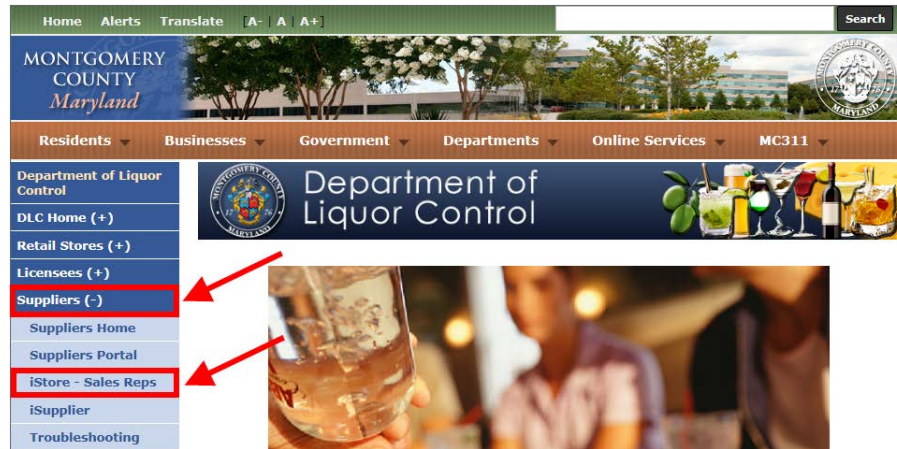 Home Alerts Translate [A- | A | A+] Search
MONTGOMERY
COUNTY
Maryland
Residents Businesses Government Departments Online Services MC311
Department of Liquor
Control
DLC Home (+)
Retail Stores (+)
Licensees (+)
Suppliers (-)
Suppliers Home
Suppliers Portal
iStore - Sales Reps
iSupplier
Troubleshooting
Department of
Liquor Control